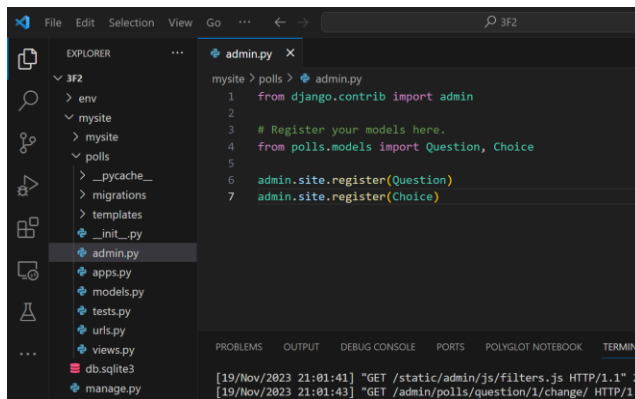 File Edit Selection View Go ··· ← → 3F2
EXPLORER ···
3F2
env
mysite
mysite
polls
__pycache__
migrations
templates
__init__.py
admin.py
apps.py
models.py
tests.py
urls.py
views.py
db.sqlite3
manage.py
admin.py
mysite > polls > admin.py
1 from django.contrib import admin
2
3 # Register your models here.
4 from polls.models import Question, Choice
5
6 admin.site.register(Question)
7 admin.site.register(Choice)
PROBLEMS OUTPUT DEBUG CONSOLE PORTS POLYGLOT NOTEBOOK TERMIN
[19/Nov/2023 21:01:41] "GET /static/admin/js/filters.js HTTP/1.1"
[19/Nov/2023 21:01:43] "GET /admin/polls/question/1/change/ HTTP/1